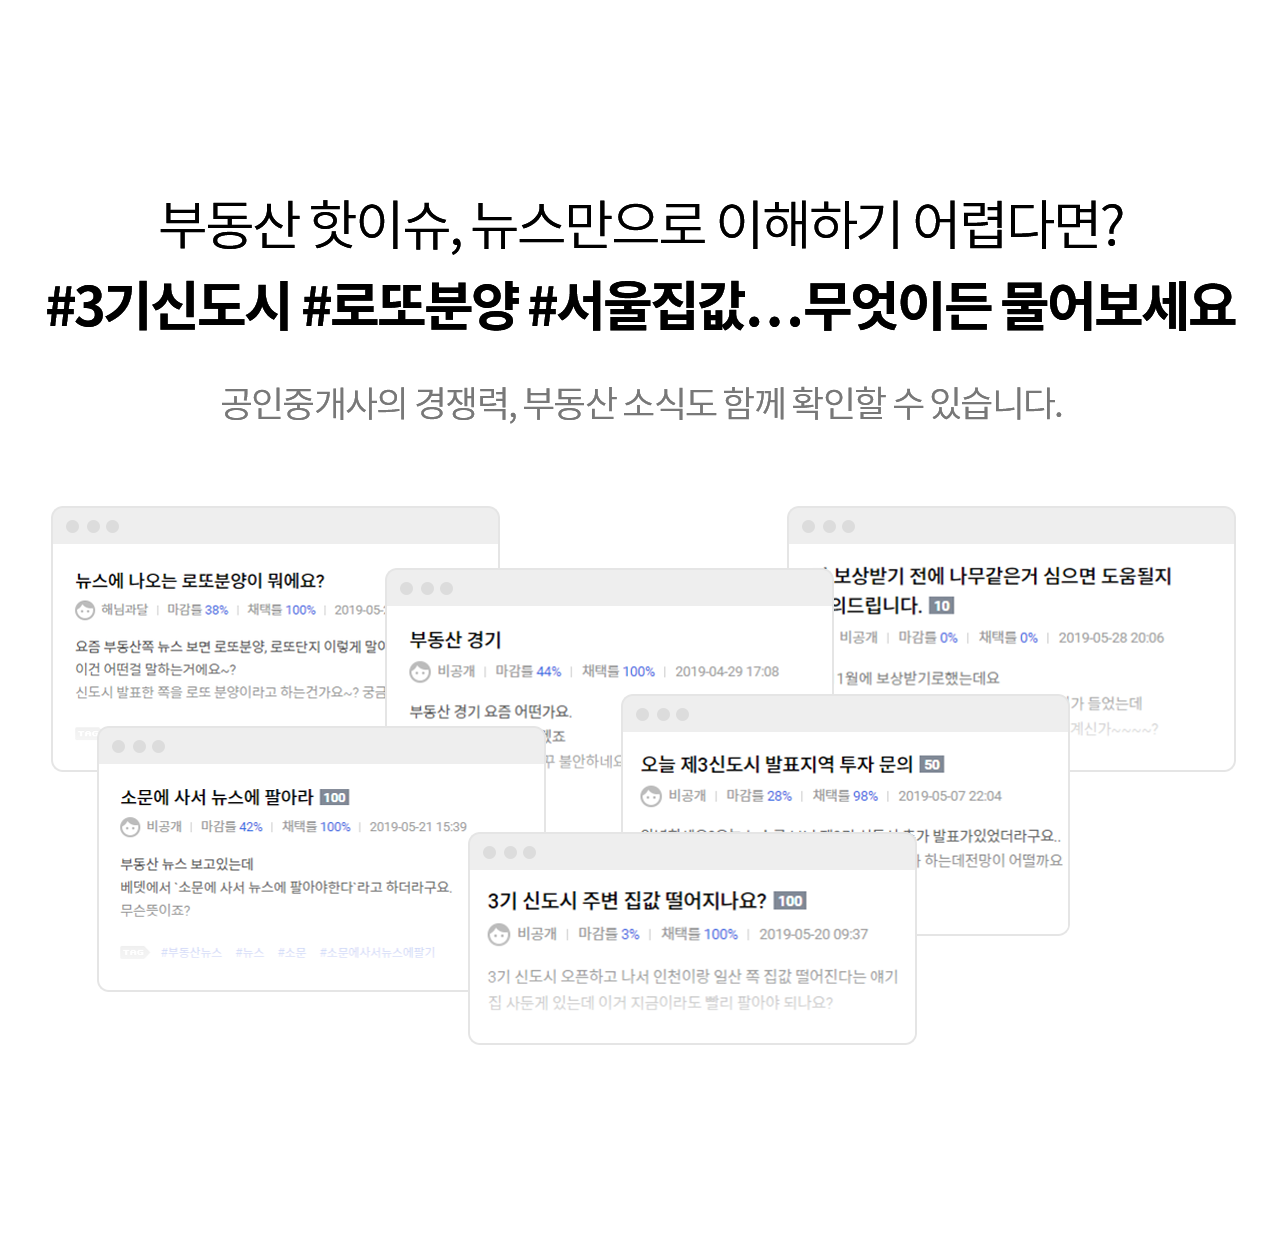 부동산 핫이슈, 뉴스만으로 이해하기 어렵다면?
#3기신도시 #로또분양 #서울집값...무엇이든 물어보세요
공인중개사의 경쟁력, 부동산 소식도 함께 확인할 수 있습니다.
뉴스에 나오는 로또분양이 뭐에요?
해님과달 | 마감률 38% | 채택률 100% | 2019-05-
요즘 부동산쪽 뉴스 보면 로또분양, 로또단지 이렇게 말이
이건 어떤걸 말하는거에요~?
신도시 발표한 쪽을 로또 분양이라고 하는건가요~? 궁금
부동산 경기
비공개 | 마감률 44% | 채택률 100% | 2019-04-29 17:08
부동산 경기 요즘 어떤가요.
불안하네요
보상받기 전에 나무같은거 심으면 도움될지
의드립니다. 10
비공개 | 마감률 0% | 채택률 0% | 2019-05-28 20:06
1월에 보상받기로했는데요
가 들었는데
계신가~~~~?
소문에 사서 뉴스에 팔아라 100
비공개 | 마감률 42% | 채택률 100% | 2019-05-21 15:39
부동산 뉴스 보고있는데
베댓에서 `소문에 사서 뉴스에 팔아야한다`라고 하더라구요.
무슨뜻이죠?
TAG #부동산뉴스 #뉴스 #소문 #소문에사서뉴스에팔기
오늘 제3신도시 발표지역 투자 문의 50
비공개 | 마감률 28% | 채택률 98% | 2019-05-07 22:04
발표가있었더라구요..
하는데전망이 어떨까요
3기 신도시 주변 집값 떨어지나요? 100
비공개 | 마감률 3% | 채택률 100% | 2019-05-20 09:37
3기 신도시 오픈하고 나서 인천이랑 일산 쪽 집값 떨어진다는 얘기
집 사둔게 있는데 이거 지금이라도 빨리 팔아야 되나요?